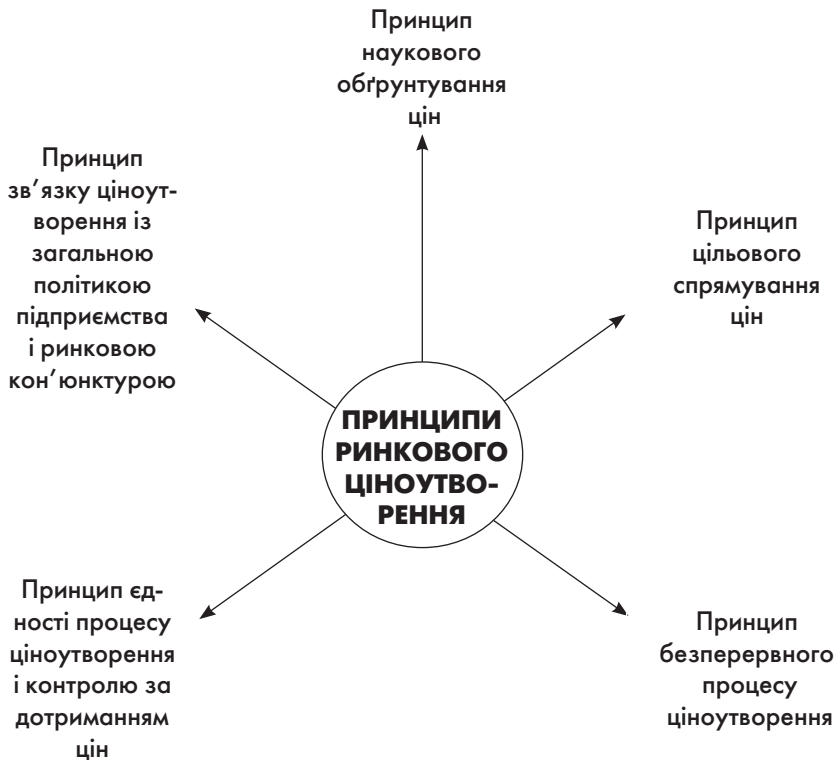 Принцип
наукового
обґрунтування
цін
Принцип
зв’язку ціноут-
ворення із
загальною
політикою
підприємства
і ринковою
кон’юнктурою
Принцип
цільового
спрямування
цін
ПРИНЦИПИ
РИНКОВОГО
ЦІНОУТВО-
РЕННЯ
Принцип єд-
ності процесу
ціноутворення
і контролю за
дотриманням
цін
Принцип
безперервного
процесу
ціноутворення